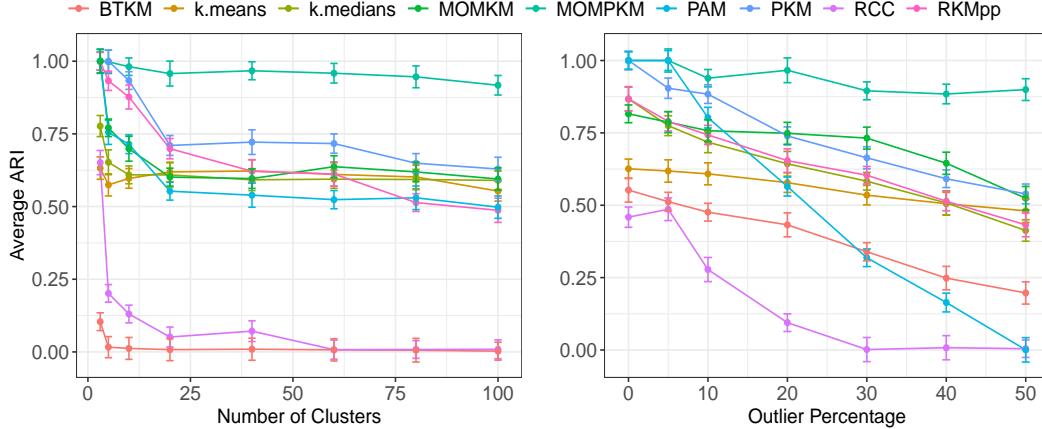 BTKM k.means k.medians MOMKM MOMPKM PAM PKM RCC RKMpp
Average ARI
1.00
0.75
0.50
0.25
0.00
0 25 50 75 100
Number of Clusters
1.00
0.75
0.50
0.25
0.00
0 10 20 30 40 50
Outlier Percentage